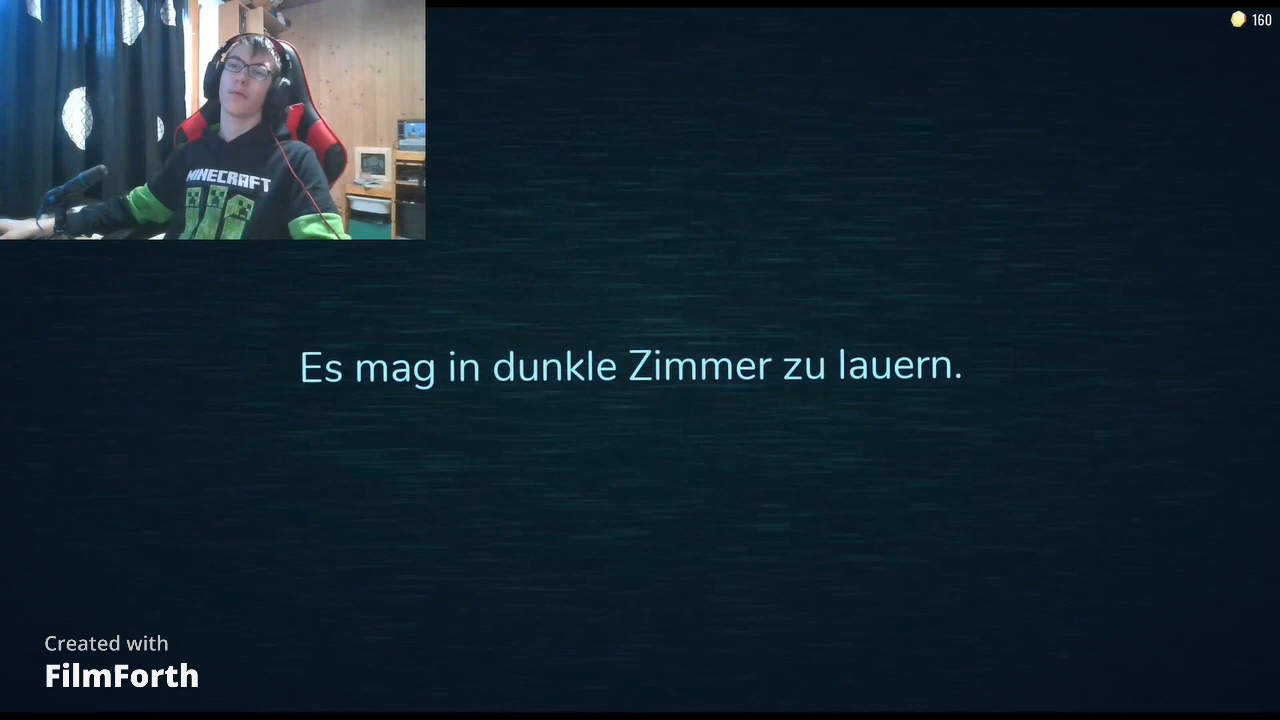 160
MINECRAFT
Es mag in dunkle Zimmer zu lauern.
Created with
FilmForth